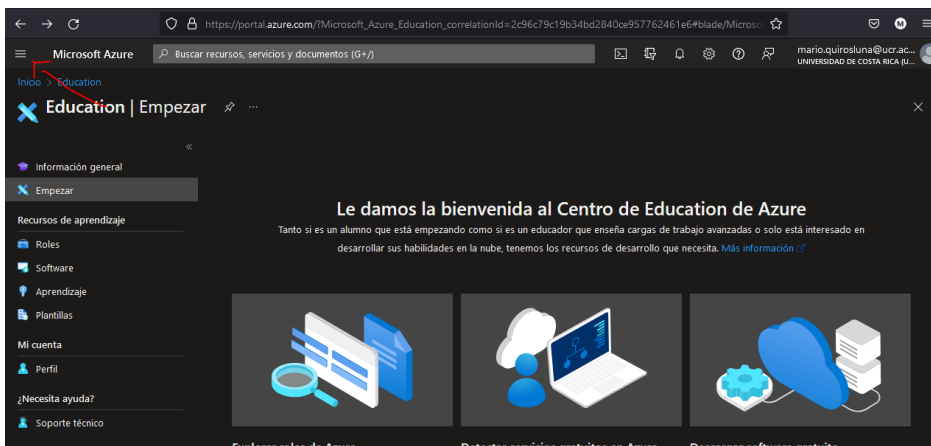 https://portal.azure.com/?Microsoft_Azure_Education_correlationId=2c96c79c19b34bd2840ce957762461e6#blade/Microso
Microsoft Azure
Buscar recursos, servicios y documentos (G+/)
mario.quirosluna@ucr.ac...
UNIVERSIDAD DE COSTA RICA (U...
Inicio > Education
Education | Empezar
Información general
Empezar
Recursos de aprendizaje
Roles
Software
Aprendizaje
Plantillas
Mi cuenta
Perfil
¿Necesita ayuda?
Soporte técnico
Le damos la bienvenida al Centro de Education de Azure
Tanto si es un alumno que está empezando como si es un educador que enseña cargas de trabajo avanzadas o solo está interesado en
desarrollar sus habilidades en la nube, tenemos los recursos de desarrollo que necesita. Más información